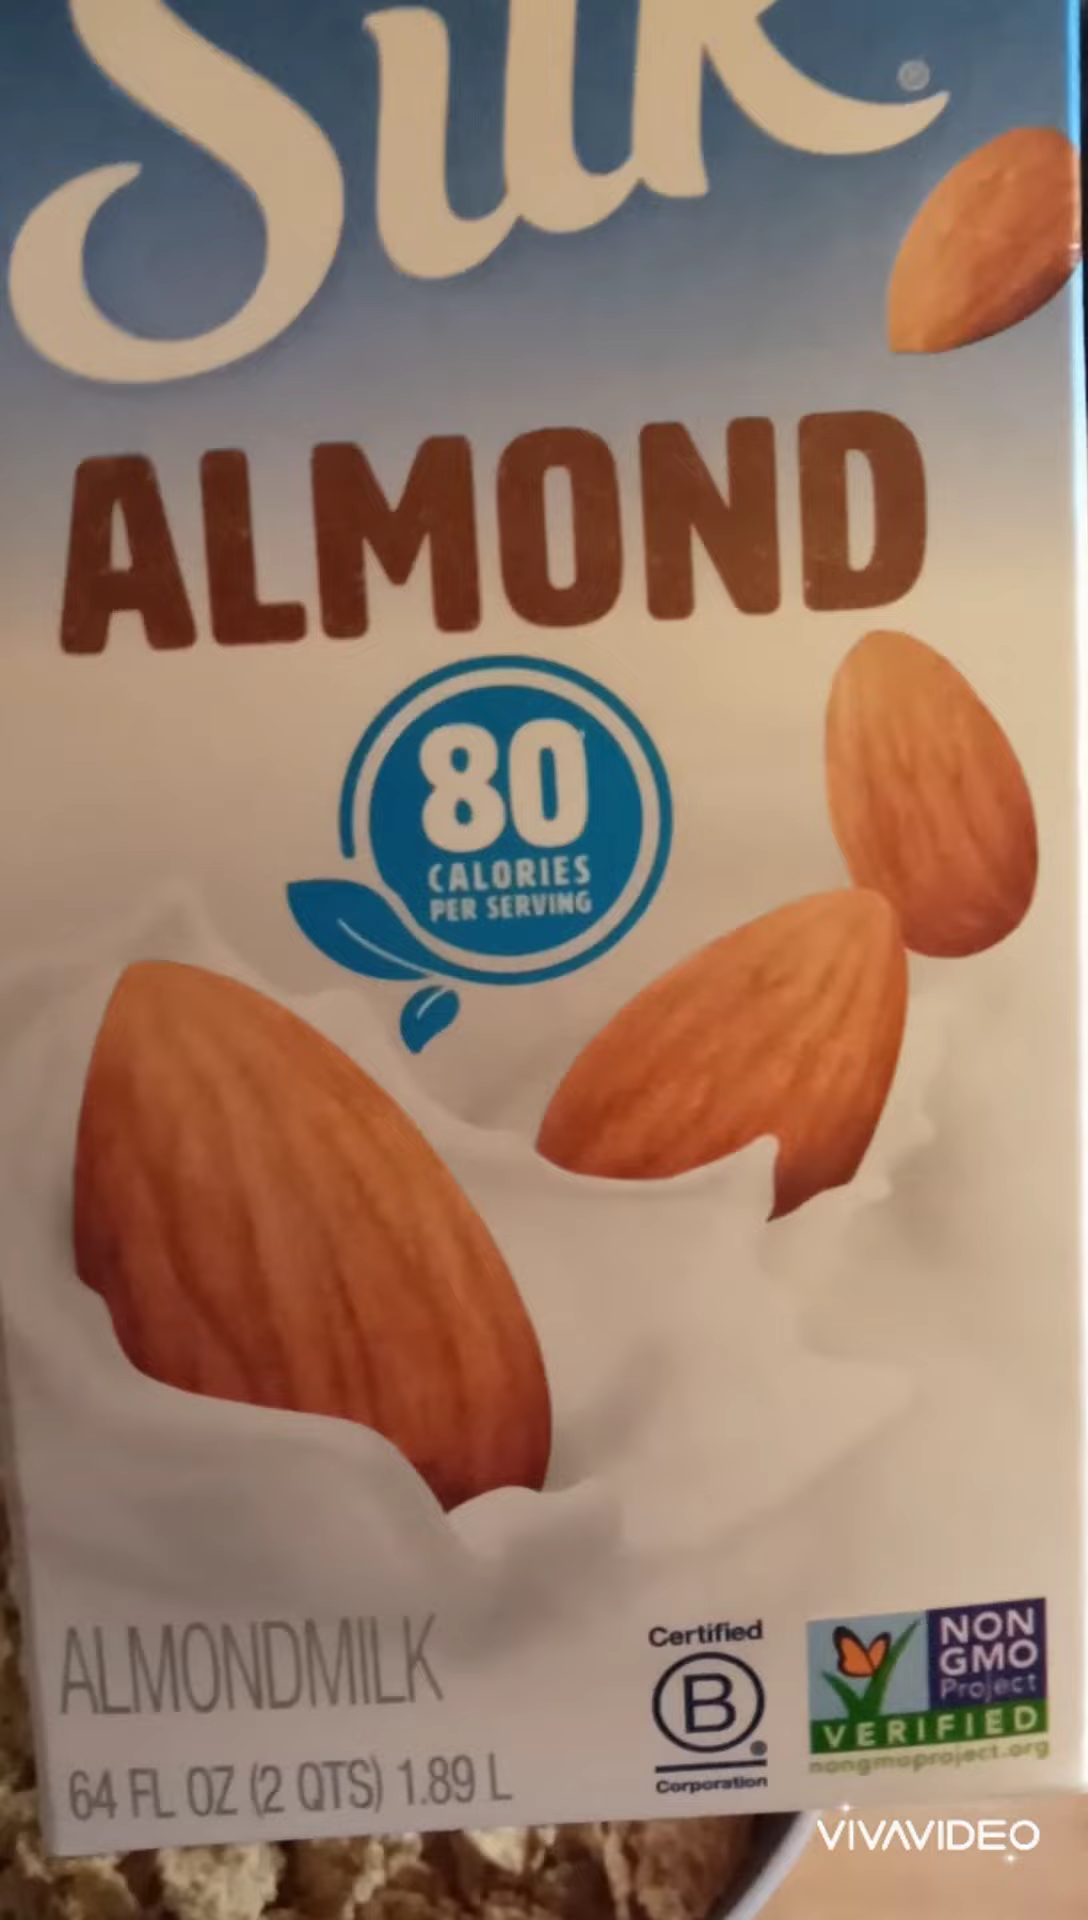 Silk®
ALMOND
80
CALORIES
PER SERVING
ALMONDMILK
64 FL OZ (2 QTS) 1.89 L
Certified
B
Corporation
NON
GMO
Project
VERIFIED
nongmoproject.org
VIVAVIDEO